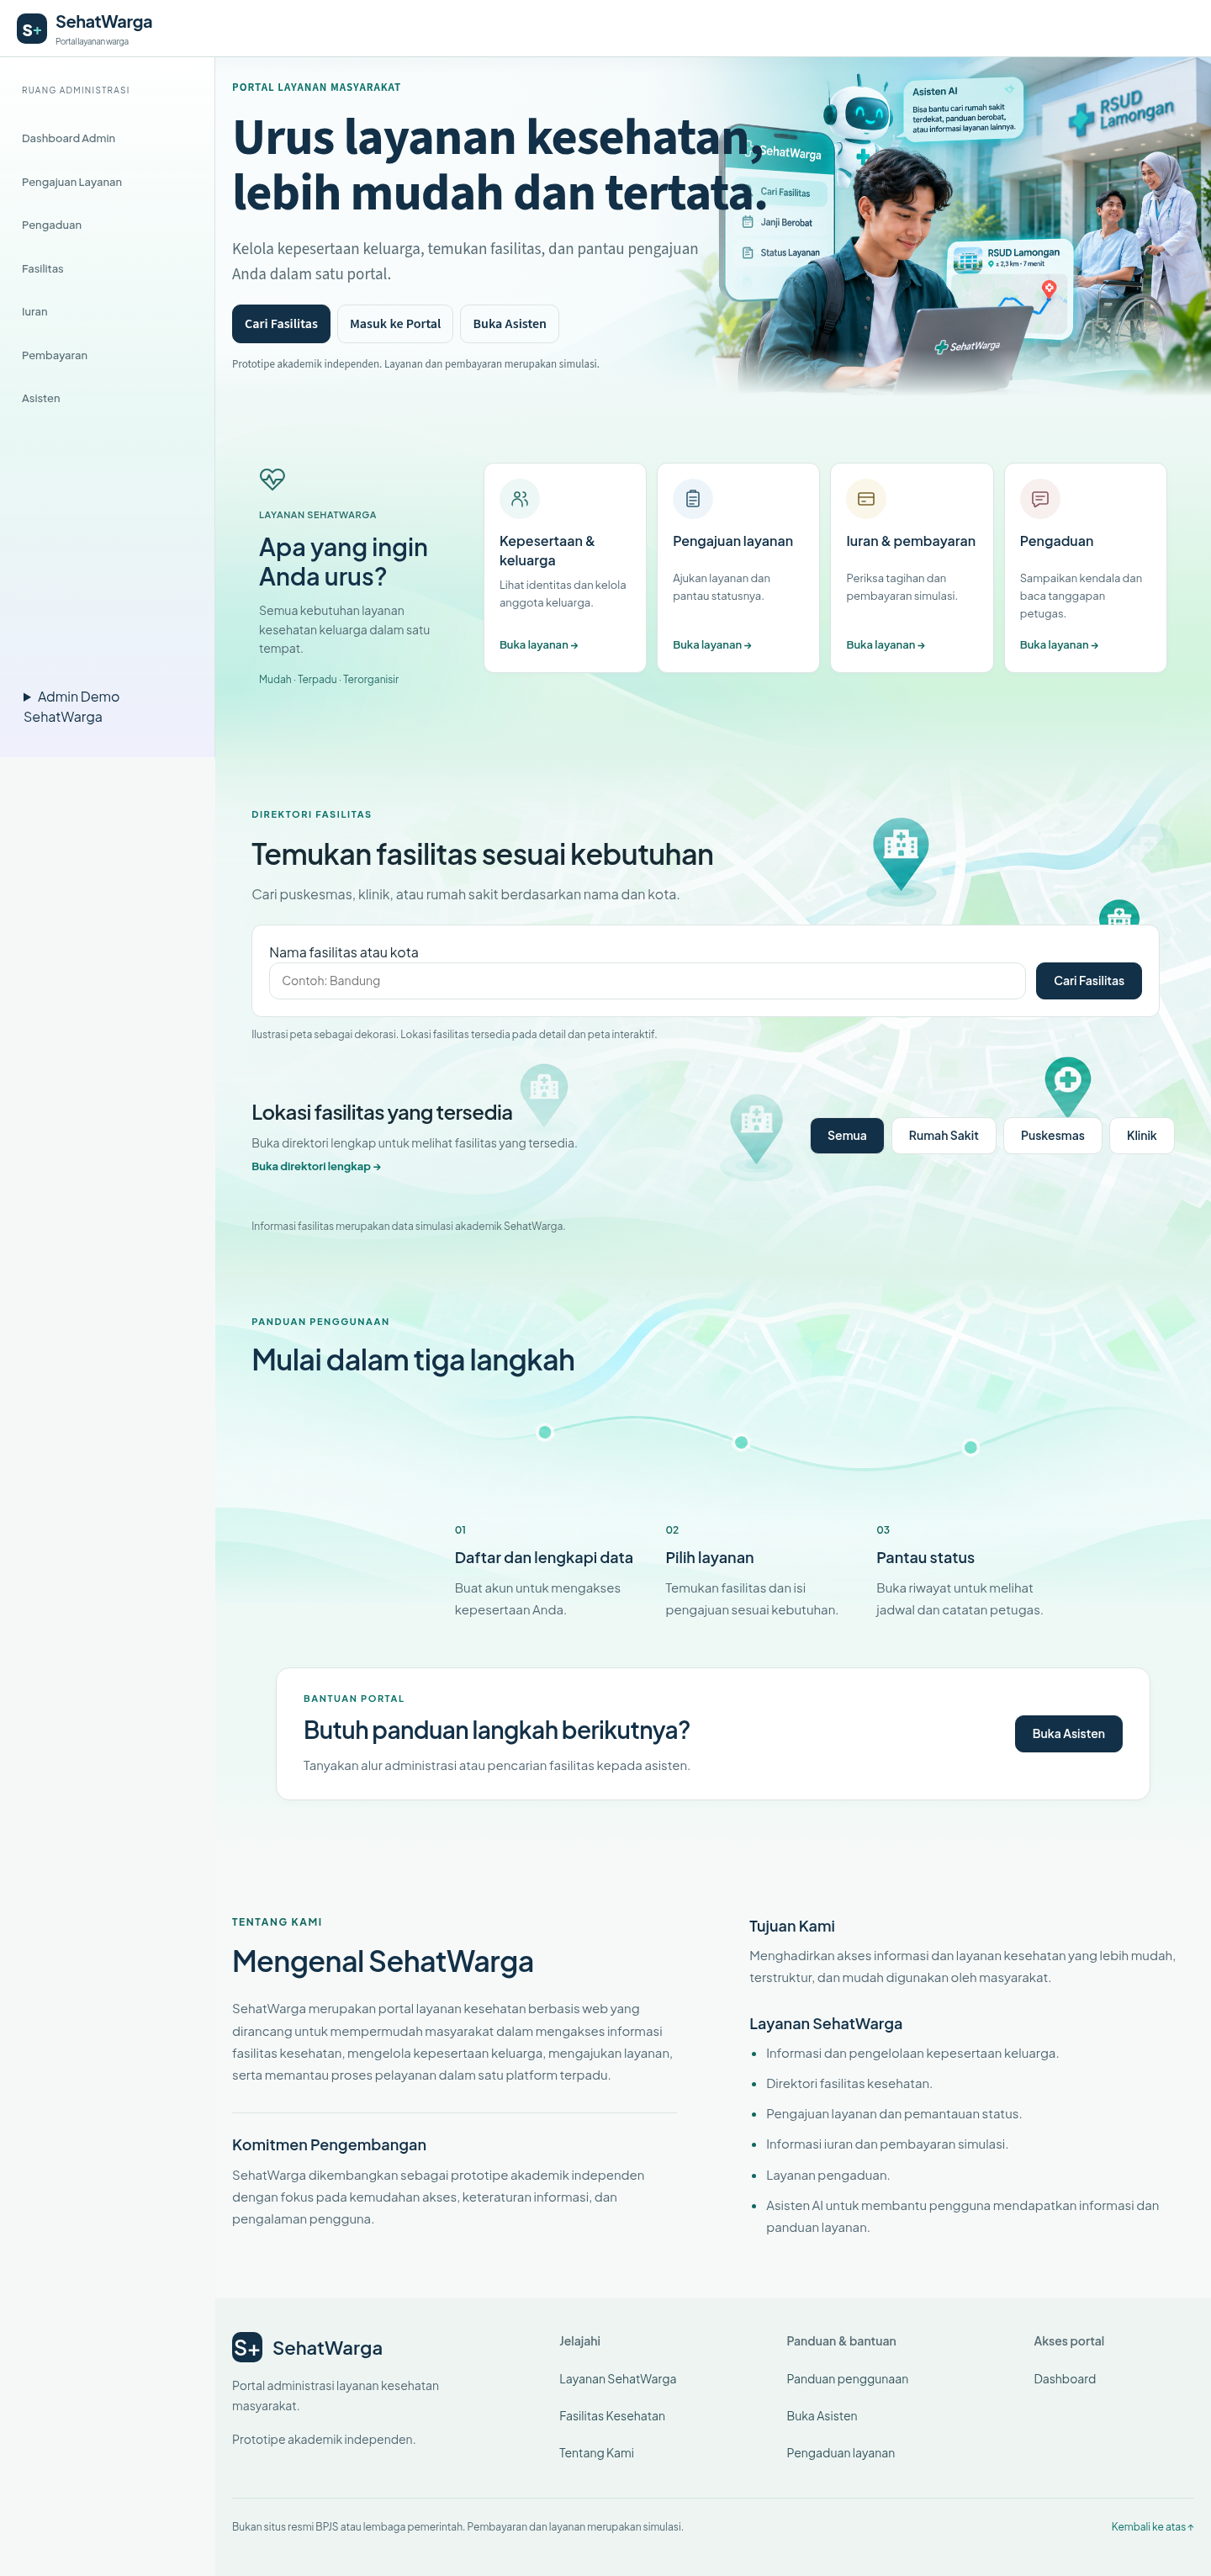 S+ SehatWarga
Portal layanan warga
RUANG ADMINISTRASI
Dashboard Admin
Pengajuan Layanan
Pengaduan
Fasilitas
Iuran
Pembayaran
Asisten
▶ Admin Demo
SehatWarga
PORTAL LAYANAN MASYARAKAT
Urus layanan kesehatan,
lebih mudah dan tertata.
Kelola kepesertaan keluarga, temukan fasilitas, dan pantau pengajuan
Anda dalam satu portal.
Cari Fasilitas
Masuk ke Portal
Buka Asisten
Prototipe akademik independen. Layanan dan pembayaran merupakan simulasi.
SehatWarga
Cari Fasilitas
Janji Berobat
Status Layanan
Asisten AI
Bisa bantu cari rumah sakit
terdekat, panduan berobat,
atau informasi layanan lainnya.
RSUD
Lamongan
RSUD Lamongan
± 2,3 km • 7 menit
SehatWarga
LAYANAN SEHATWARGA
Apa yang ingin
Anda urus?
Semua kebutuhan layanan
kesehatan keluarga dalam satu
tempat.
Mudah · Terpadu · Terorganisir
Kepesertaan &
keluarga
Lihat identitas dan kelola
anggota keluarga.
Buka layanan →
Pengajuan layanan
Ajukan layanan dan
pantau statusnya.
Buka layanan →
Iuran & pembayaran
Periksa tagihan dan
pembayaran simulasi.
Buka layanan →
Pengaduan
Sampaikan kendala dan
baca tanggapan
petugas.
Buka layanan →
DIREKTORI FASILITAS
Temukan fasilitas sesuai kebutuhan
Cari puskesmas, klinik, atau rumah sakit berdasarkan nama dan kota.
Nama fasilitas atau kota
Contoh: Bandung
Cari Fasilitas
Ilustrasi peta sebagai dekorasi. Lokasi fasilitas tersedia pada detail dan peta interaktif.
Lokasi fasilitas yang tersedia
Buka direktori lengkap untuk melihat fasilitas yang tersedia.
Buka direktori lengkap →
Semua
Rumah Sakit
Puskesmas
Klinik
Informasi fasilitas merupakan data simulasi akademik SehatWarga.
PANDUAN PENGGUNAAN
Mulai dalam tiga langkah
01
Daftar dan lengkapi data
Buat akun untuk mengakses
kepesertaan Anda.
02
Pilih layanan
Temukan fasilitas dan isi
pengajuan sesuai kebutuhan.
03
Pantau status
Buka riwayat untuk melihat
jadwal dan catatan petugas.
BANTUAN PORTAL
Butuh panduan langkah berikutnya?
Tanyakan alur administrasi atau pencarian fasilitas kepada asisten.
Buka Asisten
TENTANG KAMI
Mengenal SehatWarga
SehatWarga merupakan portal layanan kesehatan berbasis web yang
dirancang untuk mempermudah masyarakat dalam mengakses informasi
fasilitas kesehatan, mengelola kepesertaan keluarga, mengajukan layanan,
serta memantau proses pelayanan dalam satu platform terpadu.
Komitmen Pengembangan
SehatWarga dikembangkan sebagai prototipe akademik independen
dengan fokus pada kemudahan akses, keteraturan informasi, dan
pengalaman pengguna.
Tujuan Kami
Menghadirkan akses informasi dan layanan kesehatan yang lebih mudah,
terstruktur, dan mudah digunakan oleh masyarakat.
Layanan SehatWarga
• Informasi dan pengelolaan kepesertaan keluarga.
• Direktori fasilitas kesehatan.
• Pengajuan layanan dan pemantauan status.
• Informasi iuran dan pembayaran simulasi.
• Layanan pengaduan.
• Asisten AI untuk membantu pengguna mendapatkan informasi dan
panduan layanan.
S+ SehatWarga
Portal administrasi layanan kesehatan
masyarakat.
Prototipe akademik independen.
Jelajahi
Layanan SehatWarga
Fasilitas Kesehatan
Tentang Kami
Panduan & bantuan
Panduan penggunaan
Buka Asisten
Pengaduan layanan
Akses portal
Dashboard
Bukan situs resmi BPJS atau lembaga pemerintah. Pembayaran dan layanan merupakan simulasi.
Kembali ke atas ↑